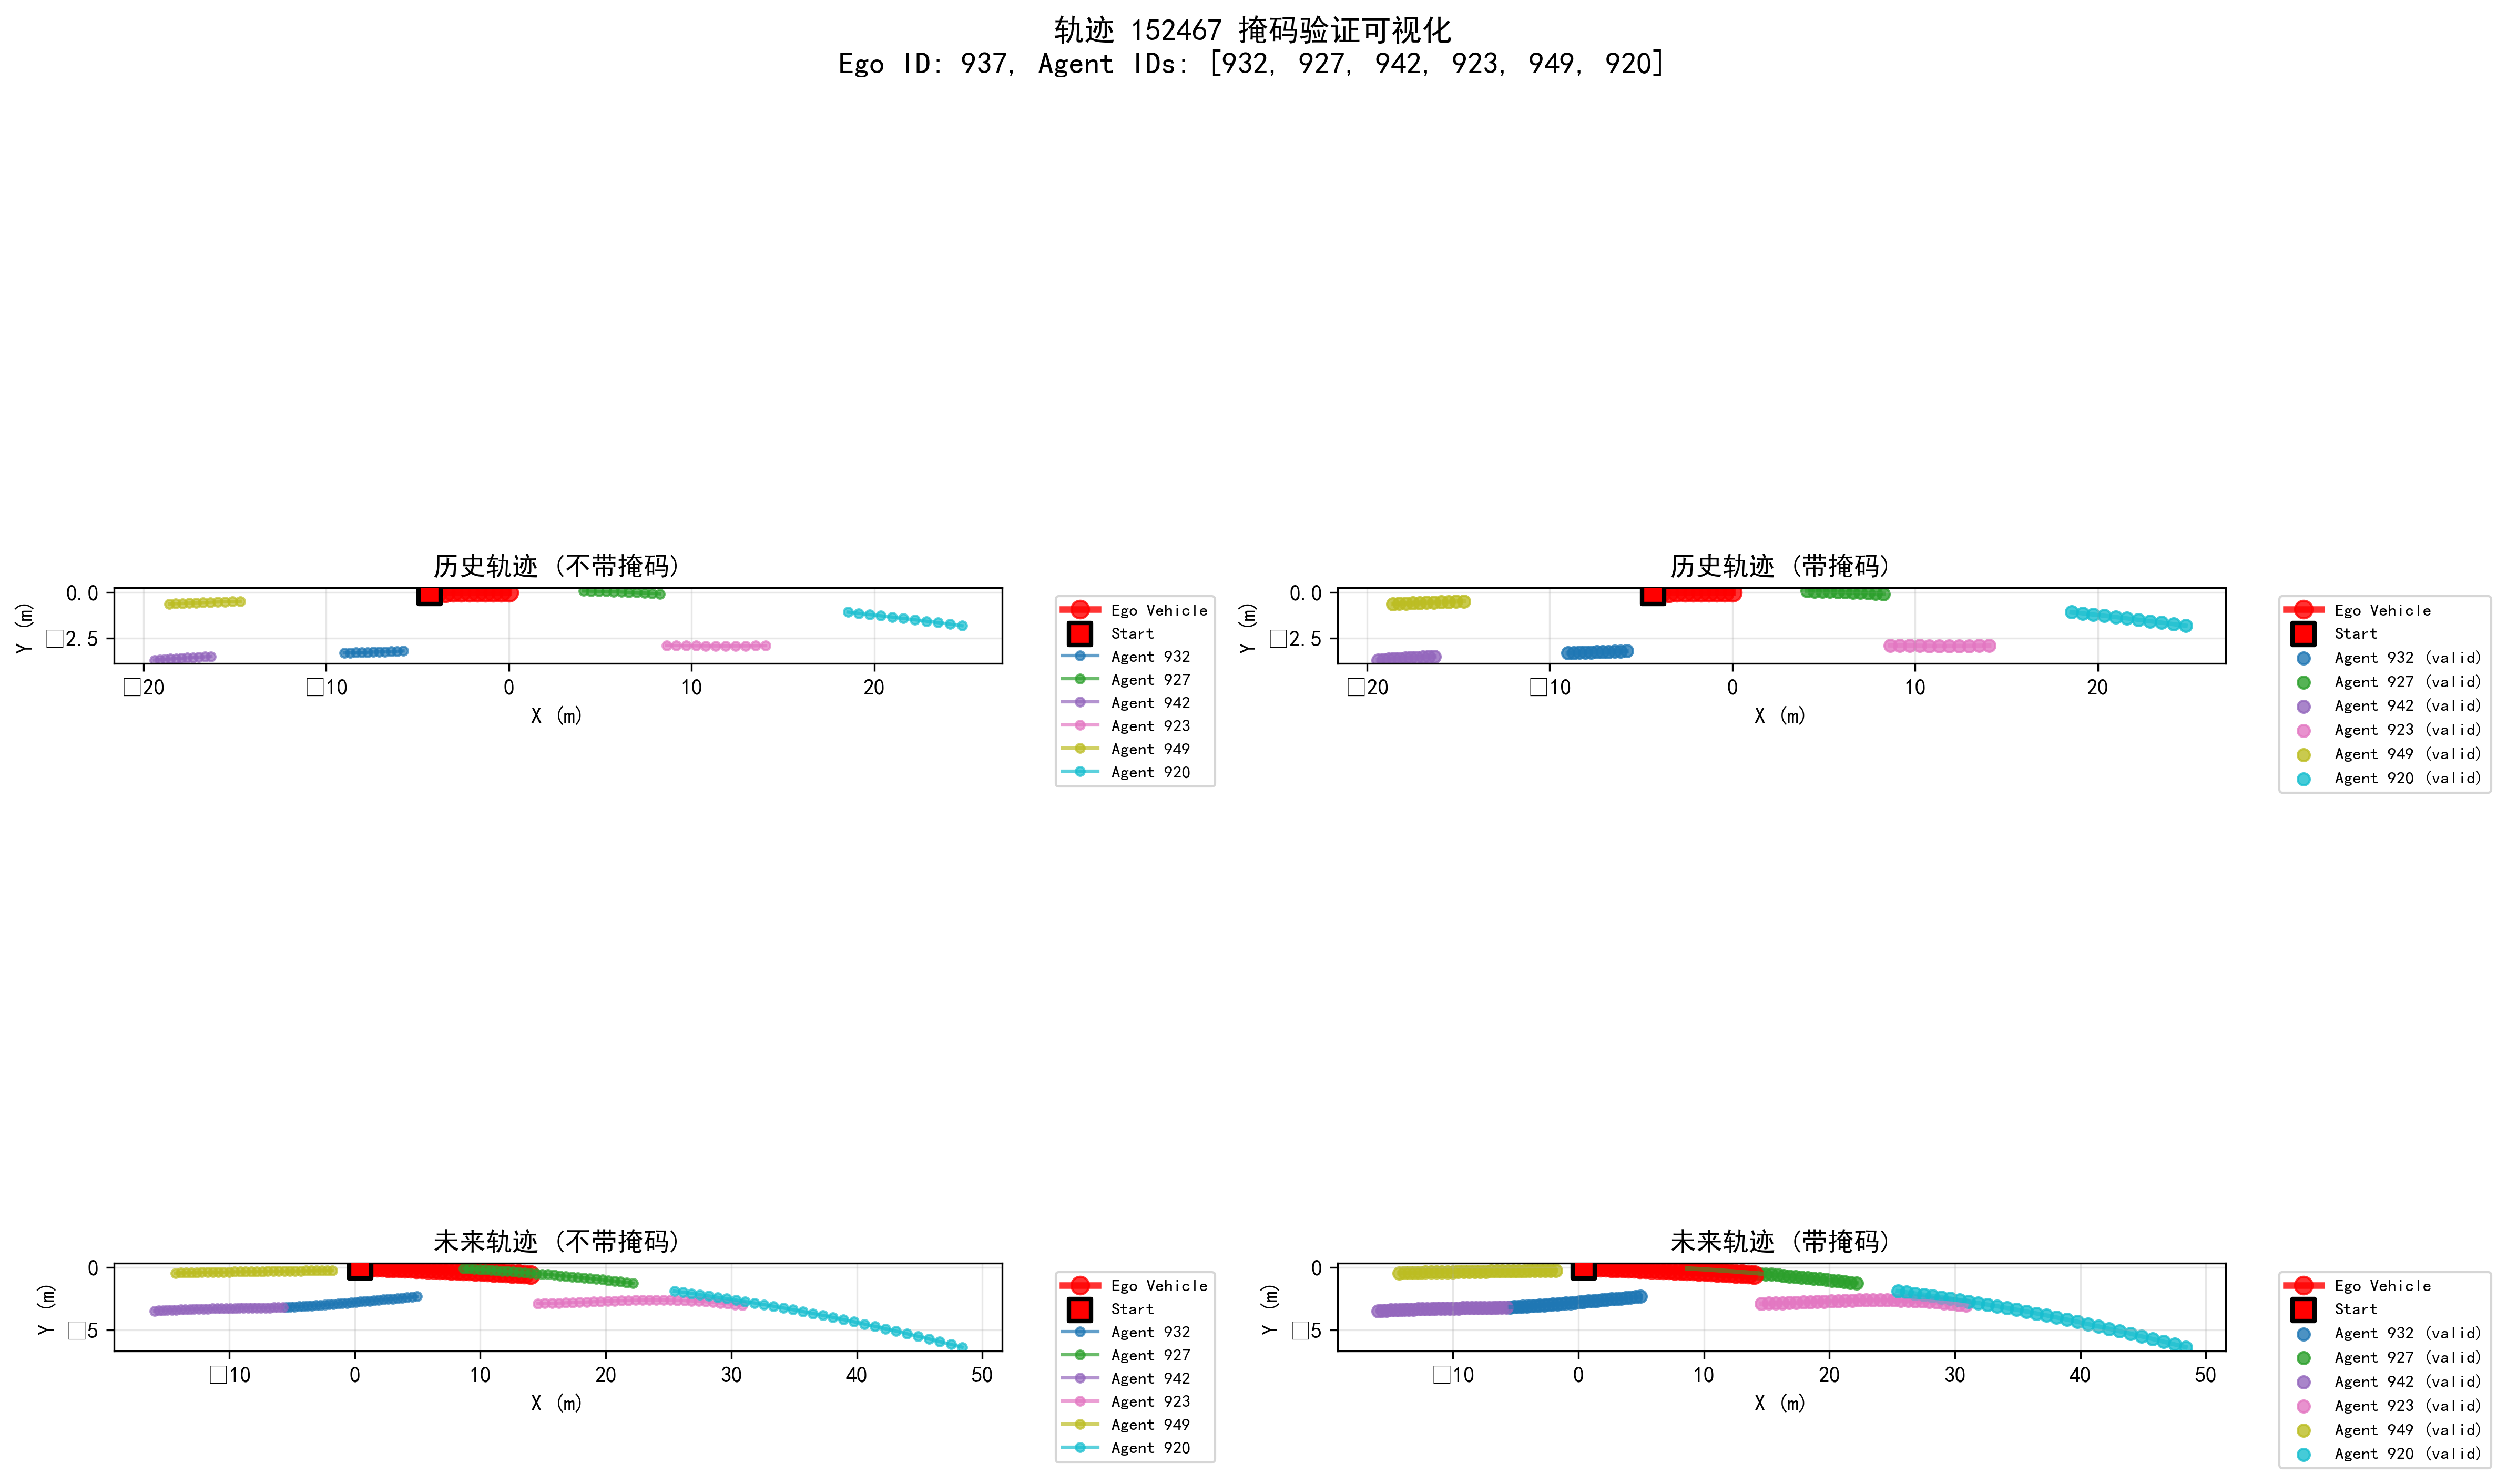 轨迹 152467 掩码验证可视化
Ego ID: 937, Agent IDs: [932, 927, 942, 923, 949, 920]
历史轨迹 (不带掩码)
0.0
□2.5
Y (m)
□20 □10 0 10 20
X (m)
Ego Vehicle
Start
Agent 932
Agent 927
Agent 942
Agent 923
Agent 949
Agent 920
历史轨迹 (带掩码)
0.0
□2.5
Y (m)
□20 □10 0 10 20
X (m)
Ego Vehicle
Start
Agent 932 (valid)
Agent 927 (valid)
Agent 942 (valid)
Agent 923 (valid)
Agent 949 (valid)
Agent 920 (valid)
未来轨迹 (不带掩码)
0
□5
Y (m)
□10 0 10 20 30 40 50
X (m)
Ego Vehicle
Start
Agent 932
Agent 927
Agent 942
Agent 923
Agent 949
Agent 920
未来轨迹 (带掩码)
0
□5
Y (m)
□10 0 10 20 30 40 50
X (m)
Ego Vehicle
Start
Agent 932 (valid)
Agent 927 (valid)
Agent 942 (valid)
Agent 923 (valid)
Agent 949 (valid)
Agent 920 (valid)